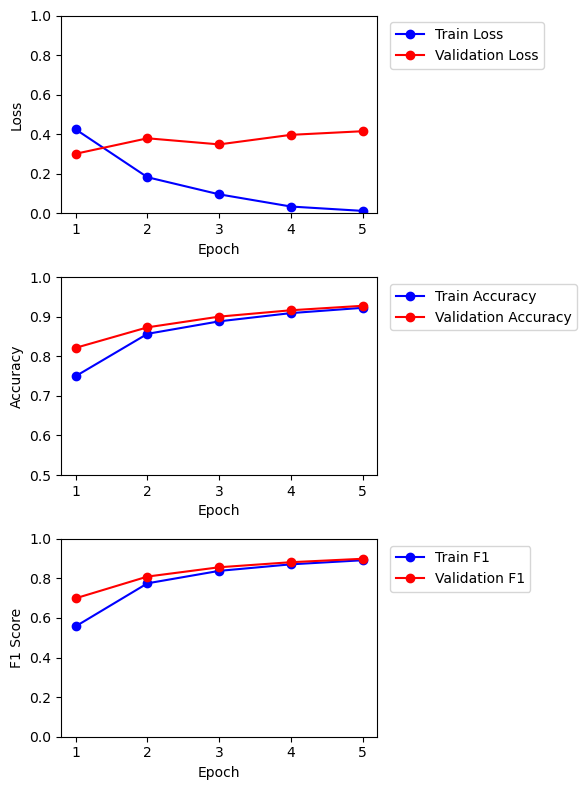 1.0
0.8
0.6
0.4
0.2
0.0
Loss
1 2 3 4 5
Epoch
Train Loss
Validation Loss
1.0
0.9
0.8
0.7
0.6
0.5
Accuracy
1 2 3 4 5
Epoch
Train Accuracy
Validation Accuracy
1.0
0.8
0.6
0.4
0.2
0.0
F1 Score
1 2 3 4 5
Epoch
Train F1
Validation F1